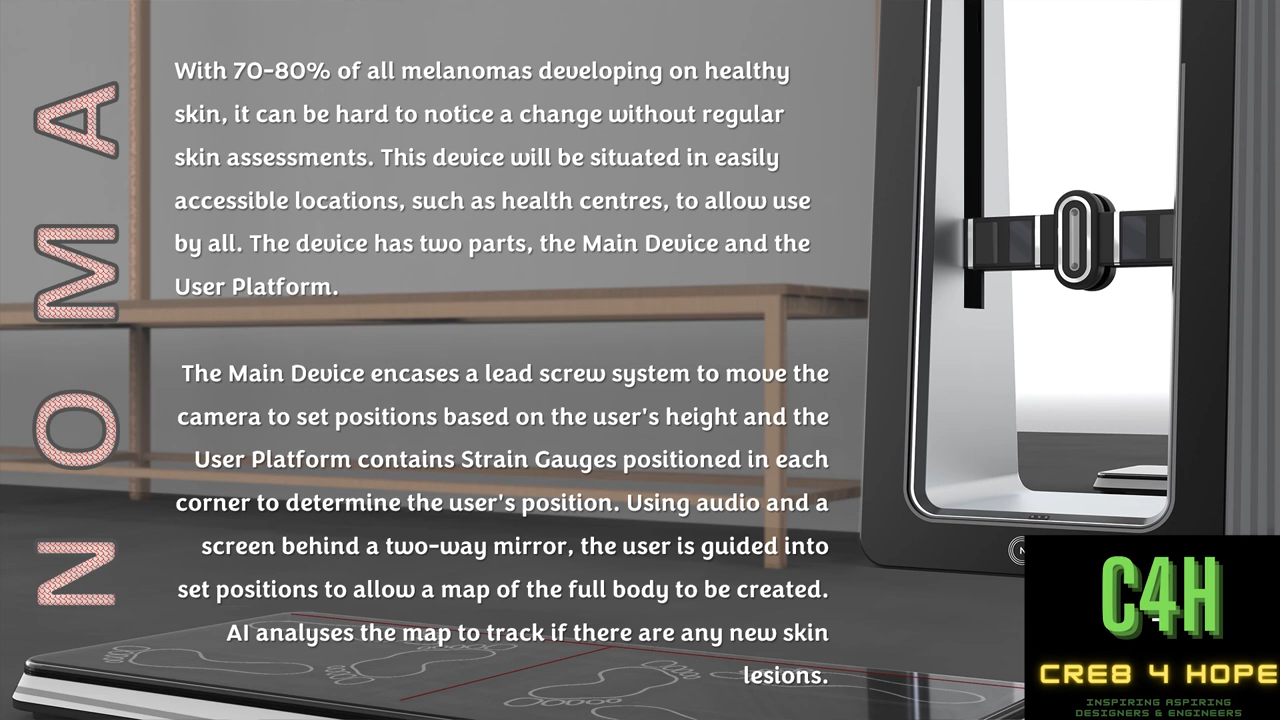 NOMA
With 70-80% of all melanomas developing on healthy
skin, it can be hard to notice a change without regular
skin assessments. This device will be situated in easily
accessible locations, such as health centres, to allow use
by all. The device has two parts, the Main Device and the
User Platform.
The Main Device encases a lead screw system to move the
camera to set positions based on the user's height and the
User Platform contains Strain Gauges positioned in each
corner to determine the user's position. Using audio and a
screen behind a two-way mirror, the user is guided into
set positions to allow a map of the full body to be created.
AI analyses the map to track if there are any new skin
lesions.
C4H
CRE8 4 HOPE
INSPIRING ASPIRING
DESIGNERS & ENGINEERS